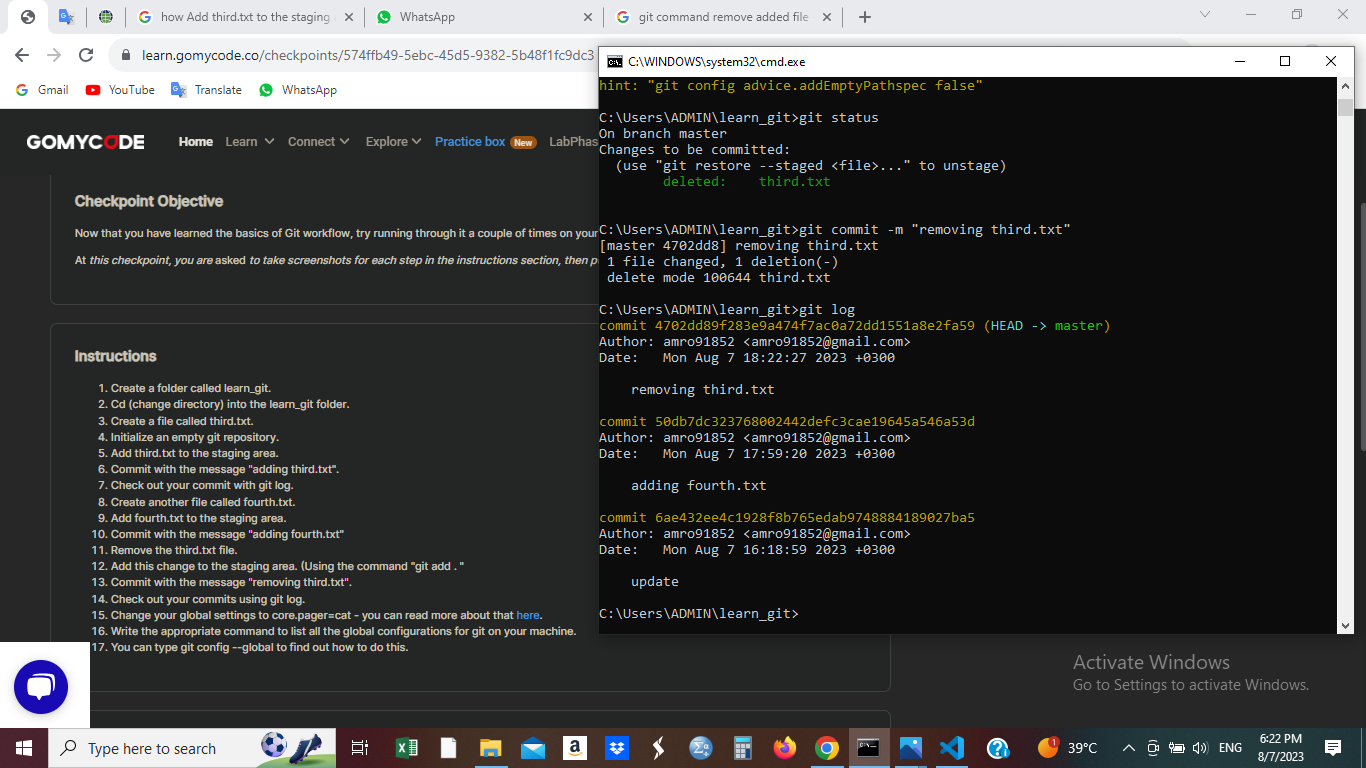 how Add third.txt to the staging
WhatsApp
git command remove added file
learn.gomycode.co/checkpoints/574ffb49-5ebc-45d5-9382-5b48f1fc9dc3
Gmail YouTube Translate WhatsApp
GOMYCODE Home Learn Connect Explore Practice box New LabPhas
Checkpoint Objective
Now that you have learned the basics of Git workflow, try running through it a couple of times on your
At this checkpoint, you are asked to take screenshots for each step in the instructions section, then p
Instructions
1. Create a folder called learn_git.
2. Cd (change directory) into the learn_git folder.
3. Create a file called third.txt.
4. Initialize an empty git repository.
5. Add third.txt to the staging area.
6. Commit with the message "adding third.txt".
7. Check out your commit with git log.
8. Create another file called fourth.txt.
9. Add fourth.txt to the staging area.
10. Commit with the message "adding fourth.txt"
11. Remove the third.txt file.
12. Add this change to the staging area. (Using the command "git add . "
13. Commit with the message "removing third.txt".
14. Check out your commits using git log.
15. Change your global settings to core.pager=cat - you can read more about that here.
16. Write the appropriate command to list all the global configurations for git on your machine.
17. You can type git config --global to find out how to do this.
C:\WINDOWS\system32\cmd.exe
hint: "git config advice.addEmptyPathspec false"
C:\Users\ADMIN\learn_git>git status
On branch master
Changes to be committed:
(use "git restore --staged <file>..." to unstage)
deleted: third.txt
C:\Users\ADMIN\learn_git>git commit -m "removing third.txt"
[master 4702dd8] removing third.txt
1 file changed, 1 deletion(-)
delete mode 100644 third.txt
C:\Users\ADMIN\learn_git>git log
commit 4702dd89f283e9a474f7ac0a72dd1551a8e2fa59 (HEAD -> master)
Author: amro91852 <amro91852@gmail.com>
Date: Mon Aug 7 18:22:27 2023 +0300
removing third.txt
commit 50db7dc323768002442defc3cae19645a546a53d
Author: amro91852 <amro91852@gmail.com>
Date: Mon Aug 7 17:59:20 2023 +0300
adding fourth.txt
commit 6ae432ee4c1928f8b765edab9748884189027ba5
Author: amro91852 <amro91852@gmail.com>
Date: Mon Aug 7 16:18:59 2023 +0300
update
C:\Users\ADMIN\learn_git>
Activate Windows
Go to Settings to activate Windows.
Type here to search
1
39°C
ENG
6:22 PM
8/7/2023